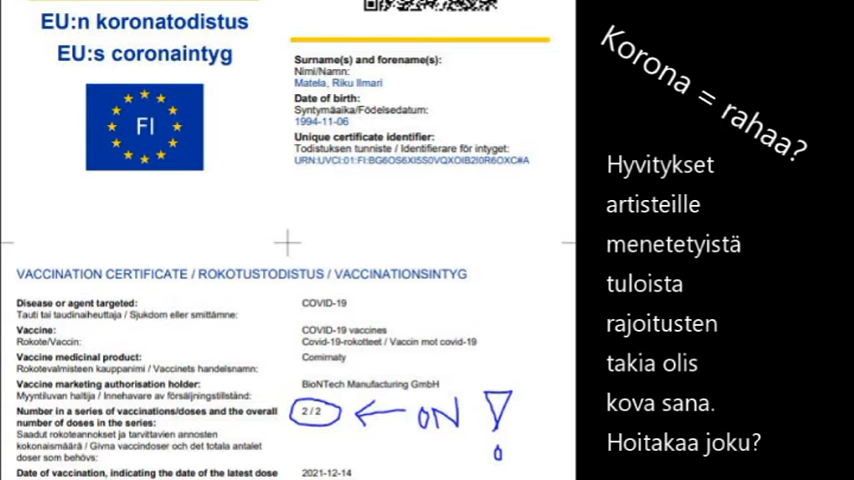 EU:n koronatodistus
EU:s coronaintyg
FI
Surname(s) and forename(s):
Nimi/Namn:
Matela, Riku Ilmari
Date of birth:
Syntymäaika/Födelsedatum:
1994-11-06
Unique certificate identifier:
Todistuksen tunniste / Identifierare för intyget:
URN:UVCI:01:FI:BG6OS6XI5S0VQXOIB2I0R6OXC#A
VACCINATION CERTIFICATE / ROKOTUSTODISTUS / VACCINATIONSINTYG
Disease or agent targeted:
COVID-19
Tauti tai taudinaiheuttaja / Sjukdom eller smittämne:
Vaccine:
COVID-19 vaccines
Rokote/Vaccin:
Covid-19-rokotteet / Vaccin mot covid-19
Vaccine medicinal product:
Comirnaty
Rokotevalmisteen kauppanimi / Vaccinets handelsnamn:
Vaccine marketing authorisation holder:
BioNTech Manufacturing GmbH
Myyntiluvan haltija / Innehavare av försäljningstillstånd:
Number in a series of vaccinations/doses and the overall
number of doses in the series:
2 / 2
ON !
Saadut rokoteannokset ja tarvittavien annosten
kokonaismäärä / Givna vaccindoser och det totala antalet
doser som behövs:
Date of vaccination, indicating the date of the latest dose
2021-12-14
Korona = rahaa?
Hyvitykset
artisteille
menetetyistä
tuloista
rajoitusten
takia olis
kova sana.
Hoitakaa joku?